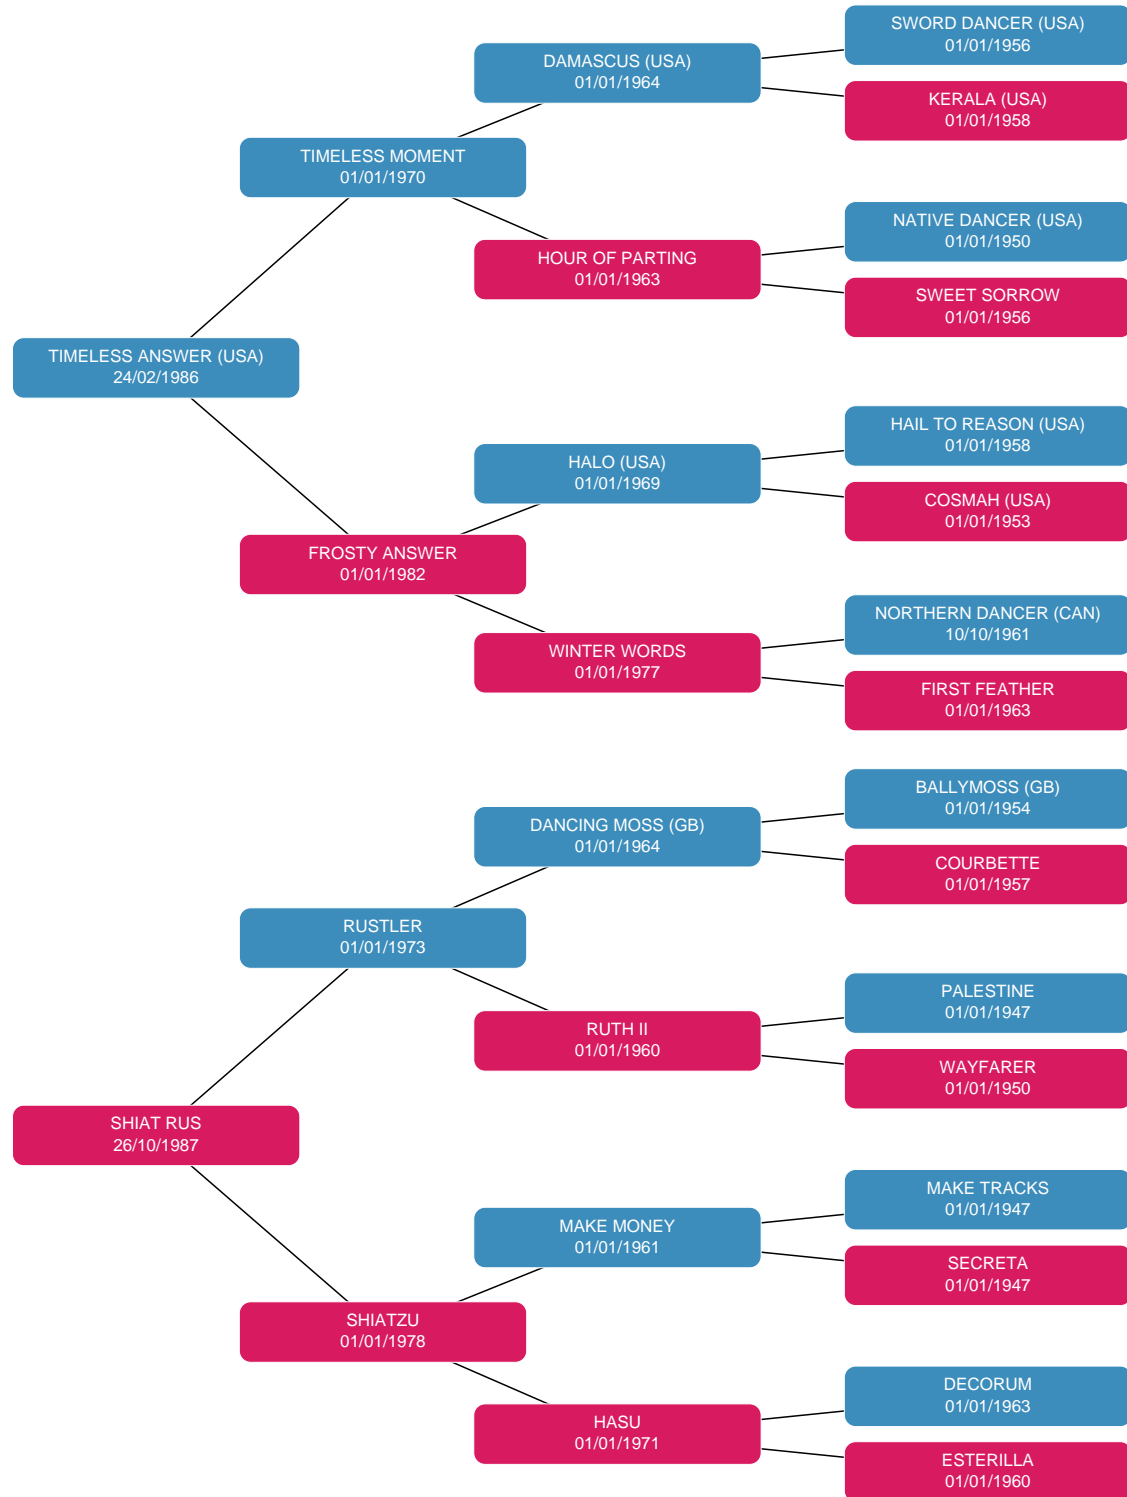 SWORD DANCER (USA)
01/01/1956
DAMASCUS (USA)
01/01/1964
KERALA (USA)
01/01/1958
TIMELESS MOMENT
01/01/1970
NATIVE DANCER (USA)
01/01/1950
HOUR OF PARTING
01/01/1963
SWEET SORROW
01/01/1956
TIMELESS ANSWER (USA)
24/02/1986
HAIL TO REASON (USA)
01/01/1958
HALO (USA)
01/01/1969
COSMAH (USA)
01/01/1953
FROSTY ANSWER
01/01/1982
NORTHERN DANCER (CAN)
10/10/1961
WINTER WORDS
01/01/1977
FIRST FEATHER
01/01/1963
BALLYMOSS (GB)
01/01/1954
DANCING MOSS (GB)
01/01/1964
COURBETTE
01/01/1957
RUSTLER
01/01/1973
PALESTINE
01/01/1947
RUTH II
01/01/1960
WAYFARER
01/01/1950
SHIAT RUS
26/10/1987
MAKE TRACKS
01/01/1947
MAKE MONEY
01/01/1961
SECRETA
01/01/1947
SHIATZU
01/01/1978
DECORUM
01/01/1963
HASU
01/01/1971
ESTERILLA
01/01/1960